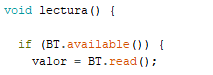 void lectura() {
if (BT.available()) {
valor = BT.read();